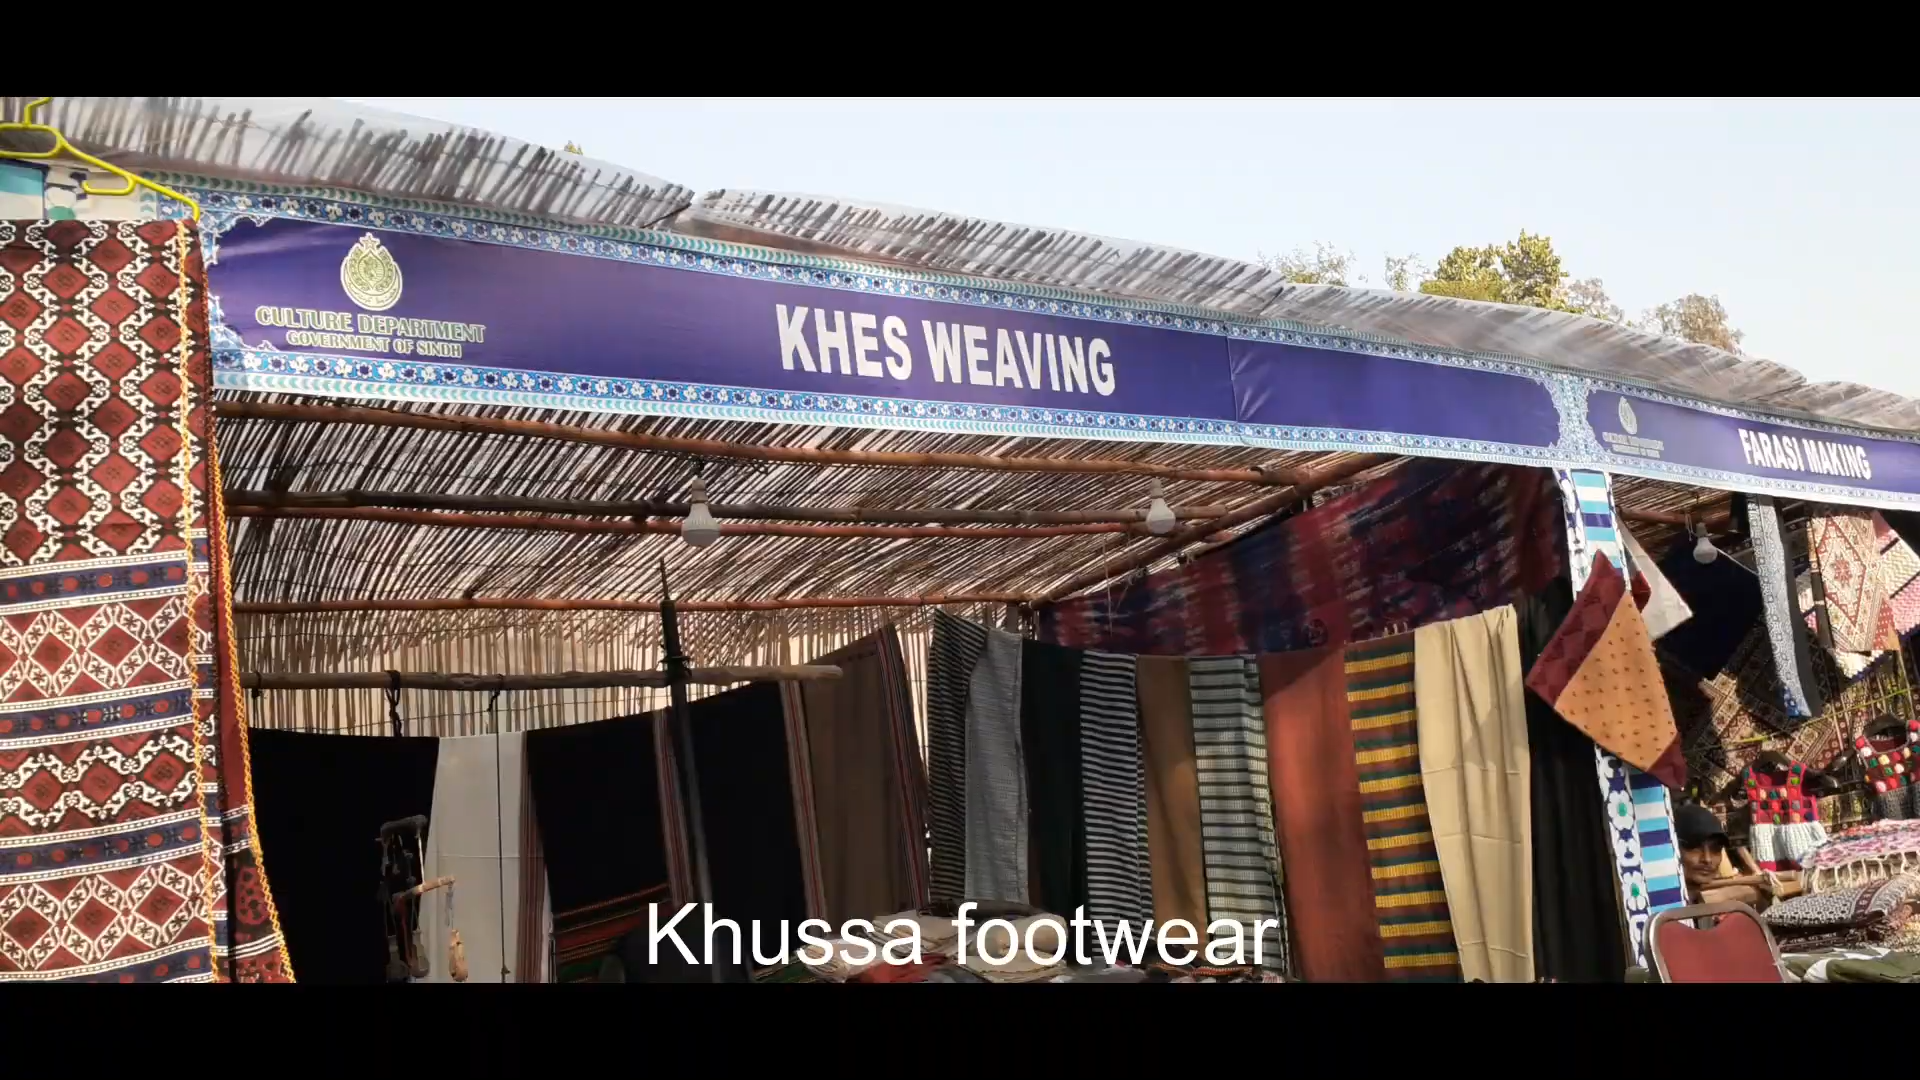 CULTURE DEPARTMENT
GOVERNMENT OF SINDH
KHES WEAVING
FARASI MAKING
Khussa footwear